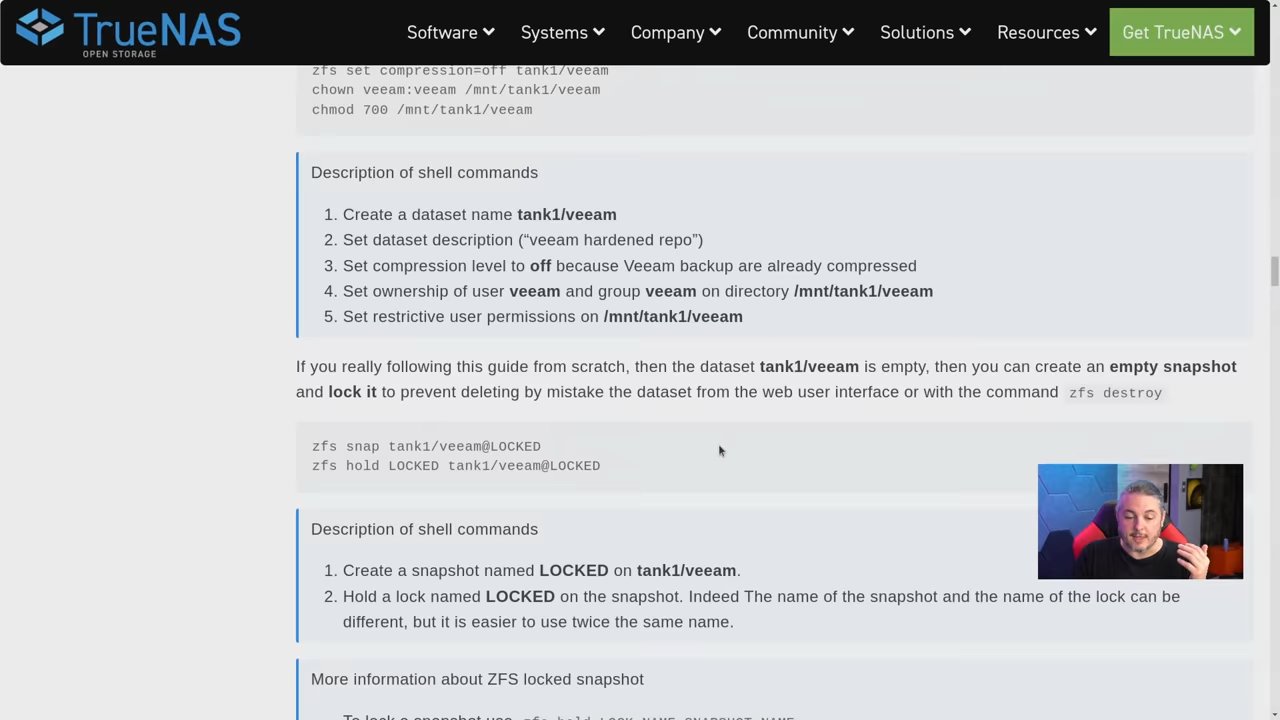 TrueNAS
OPEN STORAGE
Software Systems Company Community Solutions Resources Get TrueNAS
zfs set compression=off tank1/veeam
chown veeam:veeam /mnt/tank1/veeam
chmod 700 /mnt/tank1/veeam
Description of shell commands
1. Create a dataset name tank1/veeam
2. Set dataset description (“veeam hardened repo”)
3. Set compression level to off because Veeam backup are already compressed
4. Set ownership of user veeam and group veeam on directory /mnt/tank1/veeam
5. Set restrictive user permissions on /mnt/tank1/veeam
If you really following this guide from scratch, then the dataset tank1/veeam is empty, then you can create an empty snapshot
and lock it to prevent deleting by mistake the dataset from the web user interface or with the command zfs destroy
zfs snap tank1/veeam@LOCKED
zfs hold LOCKED tank1/veeam@LOCKED
Description of shell commands
1. Create a snapshot named LOCKED on tank1/veeam.
2. Hold a lock named LOCKED on the snapshot. Indeed The name of the snapshot and the name of the lock can be
different, but it is easier to use twice the same name.
More information about ZFS locked snapshot
To lock a snapshot use zfs hold LOCK_NAME SNAPSHOT_NAME